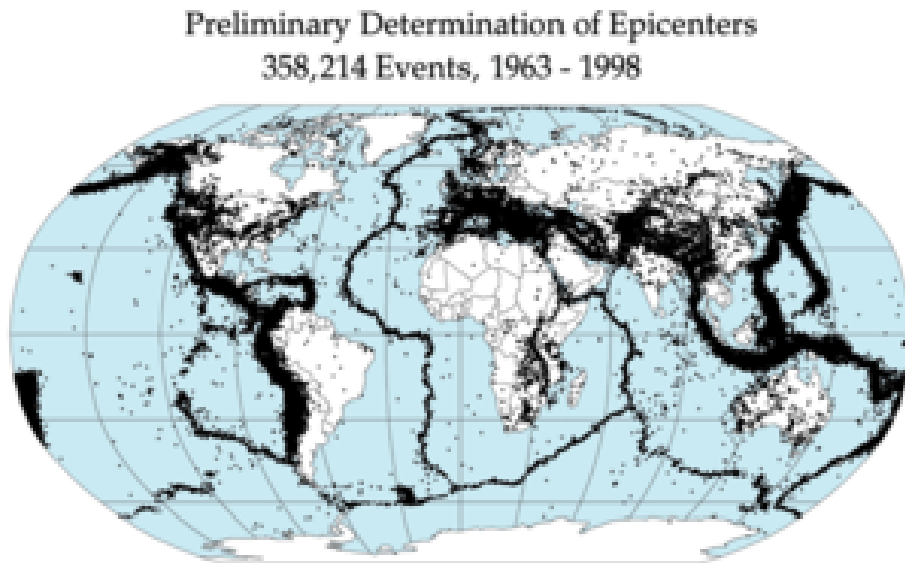 Preliminary Determination of Epicenters
358,214 Events, 1963 - 1998